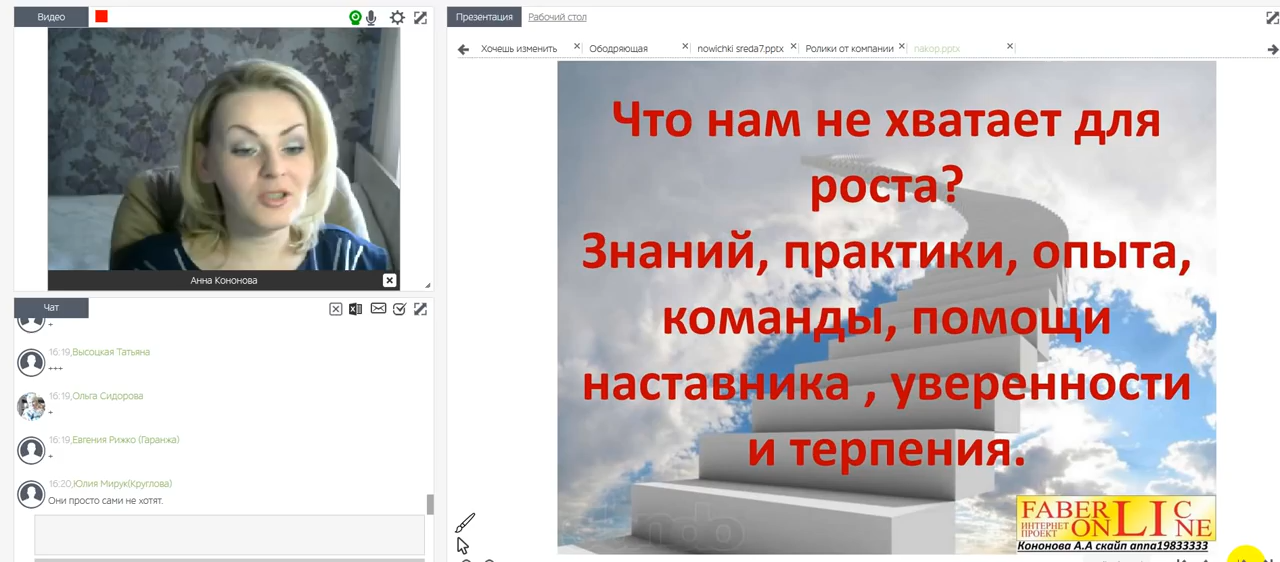 Видео
Презентация
Рабочий стол
Хочешь изменить
Ободряющая
nowichki sreda7.pptx
Ролики от компании
nakop.pptx
Анна Кононова
Чат
+
16:19,Высоцкая Татьяна
+++
16:19,Ольга Сидорова
+
16:19,Евгения Рижко (Гаранжа)
+
16:20,Юлия Мирук(Круглова)
Они просто сами не хотят.
Что нам не хватает для
роста?
Знаний, практики, опыта,
команды, помощи
наставника , уверенности
и терпения.
FABERLIC
ИНТЕРНЕТ
ПРОЕКТ
ONLINE
Кононова А.А скайп anna19833333